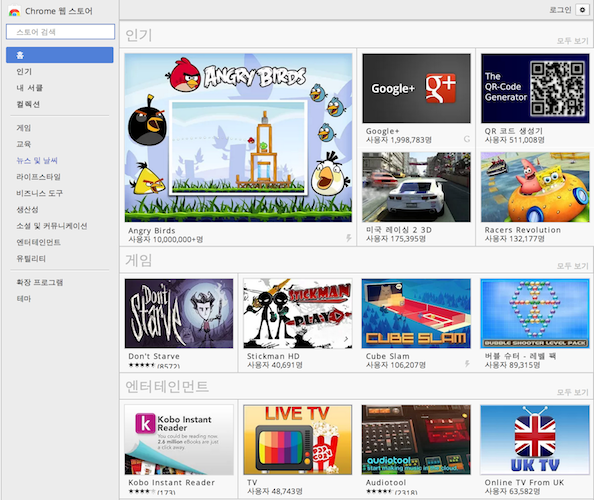 Chrome 웹 스토어
로그인
스토어 검색
홈
인기
내 서클
컬렉션
게임
교육
뉴스 및 날씨
라이프스타일
비즈니스 도구
생산성
소셜 및 커뮤니케이션
엔터테인먼트
유틸리티
확장 프로그램
테마
인기
모두 보기
ANGRY BIRDS
Angry Birds
사용자 10,000,000+명
Google+
g+
Google+
사용자 1,998,783명
The
QR-Code
Generator
QR 코드 생성기
사용자 511,008명
미국 레이싱 2 3D
사용자 175,395명
Racers Revolution
사용자 132,177명
게임
모두 보기
Don't
Starve
Don't Starve
(8572)
STICKMAN
PLAY
Stickman HD
사용자 40,691명
CUBE SLAM
Cube Slam
사용자 106,207명
BUBBLE SHOOTER LEVEL PACK
버블 슈터 - 레벨 팩
사용자 89,315명
엔터테인먼트
모두 보기
k
Kobo Instant
Reader
You could be reading now.
2.6 million eBooks are just
a click away
Kobo Instant Reader
(173)
LIVE TV
TV
사용자 48,743명
audiotool
start making music in the cloud.
Audiotool
(2318)
UK TV
Online TV From UK
사용자 63,582명